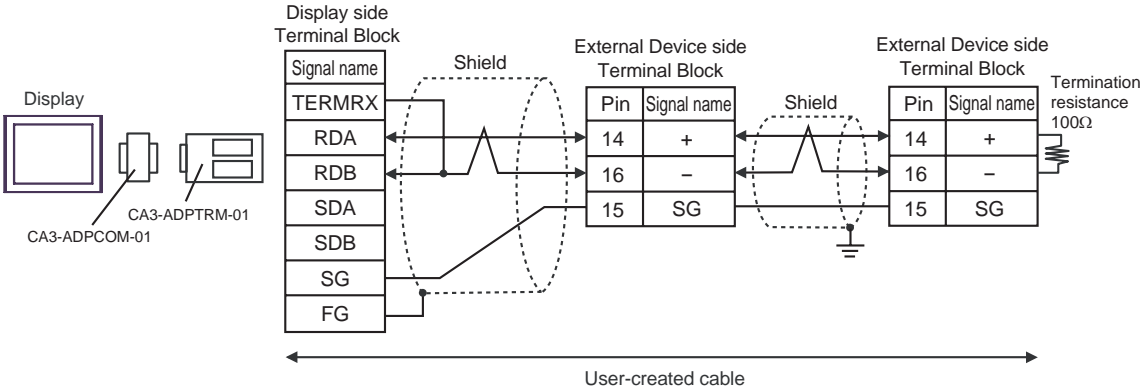 Display
CA3-ADPCOM-01
CA3-ADPTRM-01
Display side
Terminal Block
Signal name
TERMRX
RDA
RDB
SDA
SDB
SG
FG
Shield
External Device side
Terminal Block
Pin Signal name
14 +
16 −
15 SG
Shield
External Device side
Terminal Block
Pin Signal name
14 +
16 −
15 SG
Termination
resistance
100Ω
User-created cable